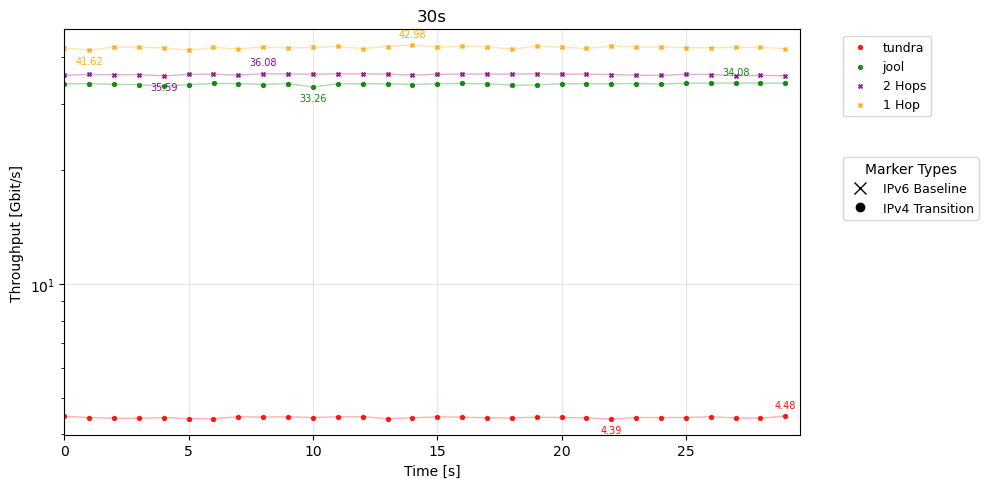 30s
Throughput [Gbit/s]
10^1
42.98
41.62
36.08
35.59
34.08
33.26
4.48
4.39
0
5
10
15
20
25
Time [s]
tundra
jool
2 Hops
1 Hop
Marker Types
IPv6 Baseline
IPv4 Transition